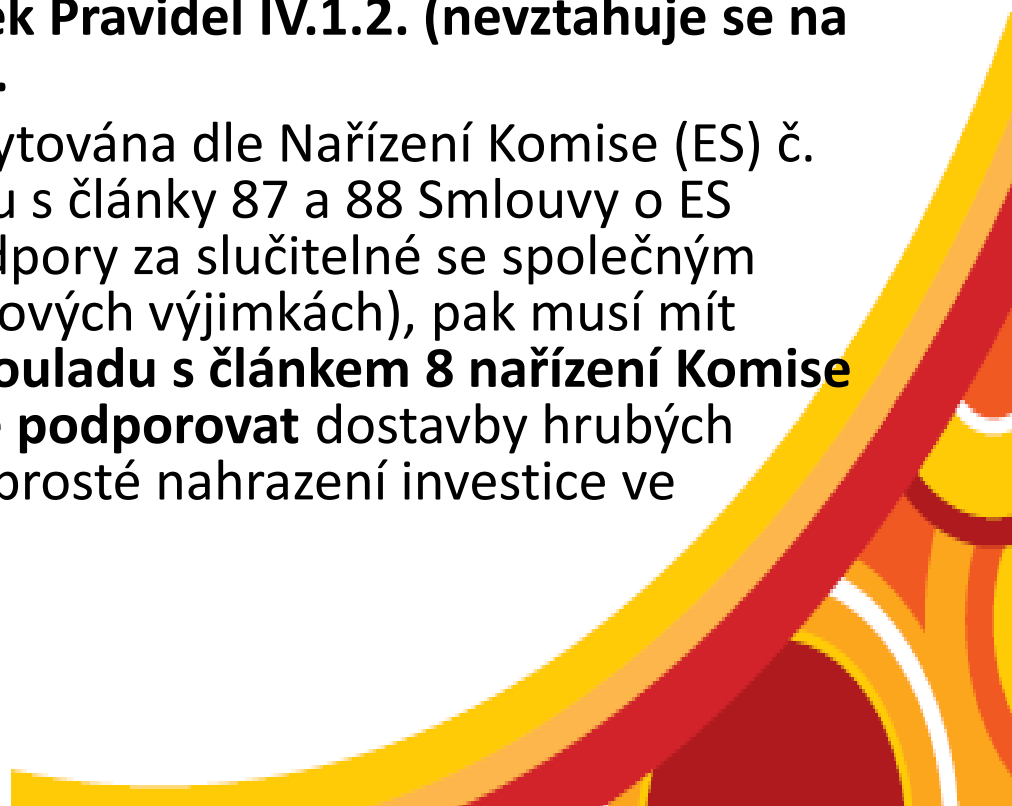 ek Pravidel IV.1.2. (nevztahuje se na
.
ytována dle Nařízení Komise (ES) č.
u s články 87 a 88 Smlouvy o ES
dpory za slučitelné se společným
ových výjimkách), pak musí mít
ouladu s článkem 8 nařízení Komise
podporovat dostavby hrubých
prosté nahrazení investice ve